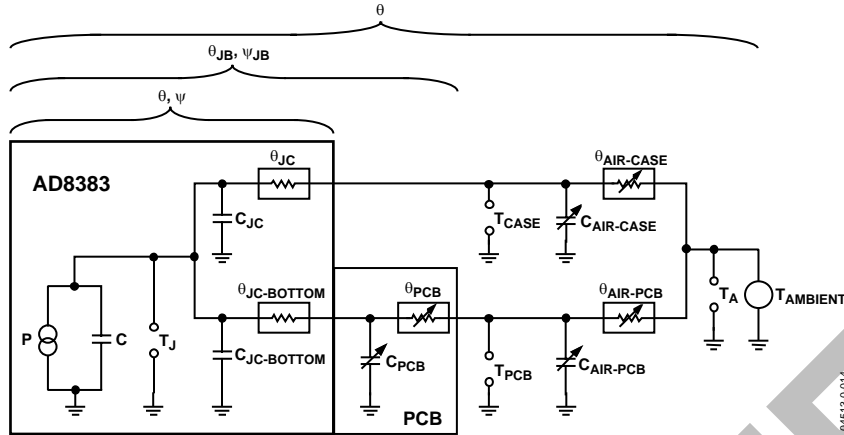 θ
θJB, ψJB
θ, ψ
AD8383
θJC
θAIR-CASE
CJC
TCASE
CAIR-CASE
θJC-BOTTOM
θPCB
θAIR-PCB
TA
TAMBIENT
P
C
TJ
CJC-BOTTOM
CPCB
TPCB
CAIR-PCB
PCB